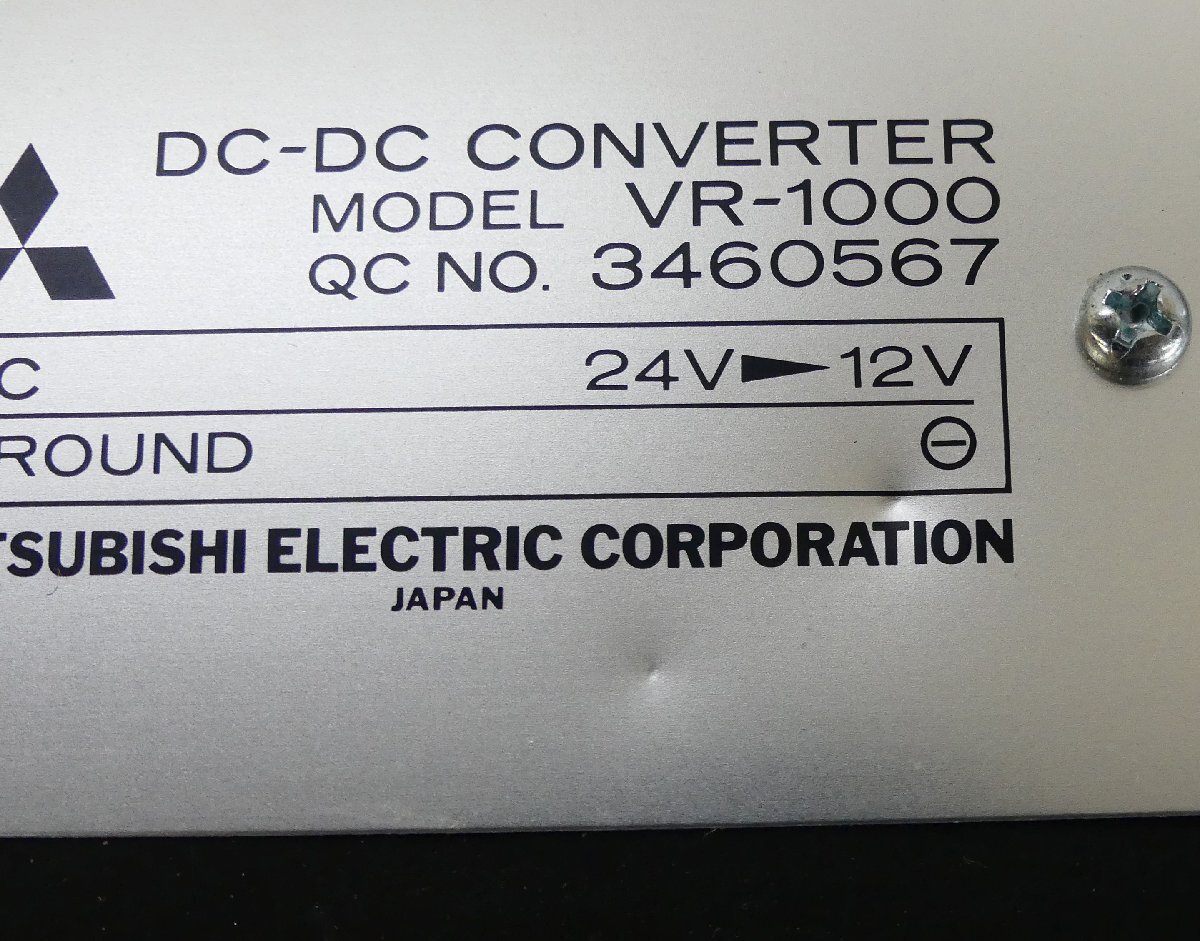 DC-DC CONVERTER
MODEL VR-1000
QC NO. 3460567
C 24V►12V
ROUND ⊖
TSUBISHI ELECTRIC CORPORATION
JAPAN